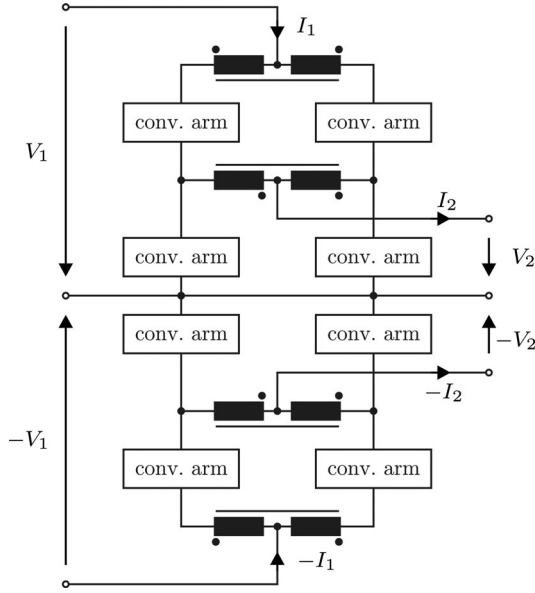 I₁
conv. arm conv. arm
V₁
I₂
conv. arm conv. arm
V₂
conv. arm conv. arm
−V₂
−I₂
−V₁
conv. arm conv. arm
−I₁